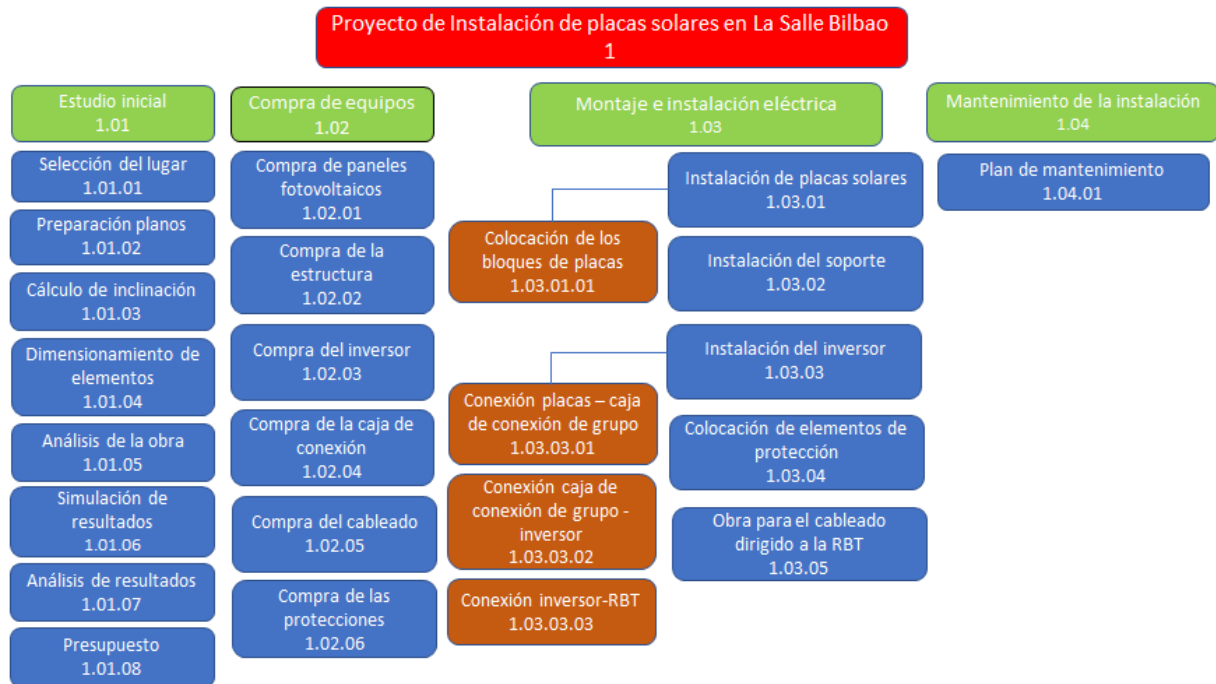 Proyecto de Instalación de placas solares en La Salle Bilbao
1
Estudio inicial
1.01
Selección del lugar
1.01.01
Preparación planos
1.01.02
Cálculo de inclinación
1.01.03
Dimensionamiento de
elementos
1.01.04
Análisis de la obra
1.01.05
Simulación de
resultados
1.01.06
Análisis de resultados
1.01.07
Presupuesto
1.01.08
Compra de equipos
1.02
Compra de paneles
fotovoltaicos
1.02.01
Compra de la
estructura
1.02.02
Compra del inversor
1.02.03
Compra de la caja de
conexión
1.02.04
Compra del cableado
1.02.05
Compra de las
protecciones
1.02.06
Montaje e instalación eléctrica
1.03
Instalación de placas solares
1.03.01
Colocación de los
bloques de placas
1.03.01.01
Instalación del soporte
1.03.02
Instalación del inversor
1.03.03
Conexión placas – caja
de conexión de grupo
1.03.03.01
Conexión caja de
conexión de grupo -
inversor
1.03.03.02
Conexión inversor-RBT
1.03.03.03
Colocación de elementos de
protección
1.03.04
Obra para el cableado
dirigido a la RBT
1.03.05
Mantenimiento de la instalación
1.04
Plan de mantenimiento
1.04.01